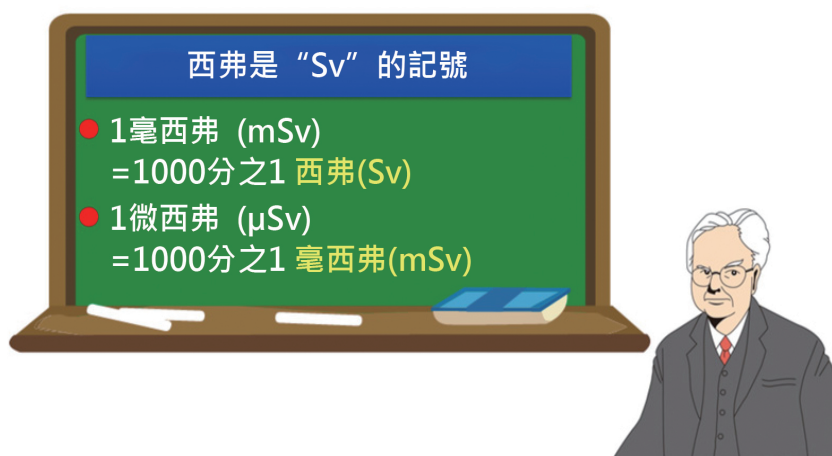 西弗是“Sv”的記號
1毫西弗 (mSv)
=1000分之1 西弗(Sv)
1微西弗 (μSv)
=1000分之1 毫西弗(mSv)